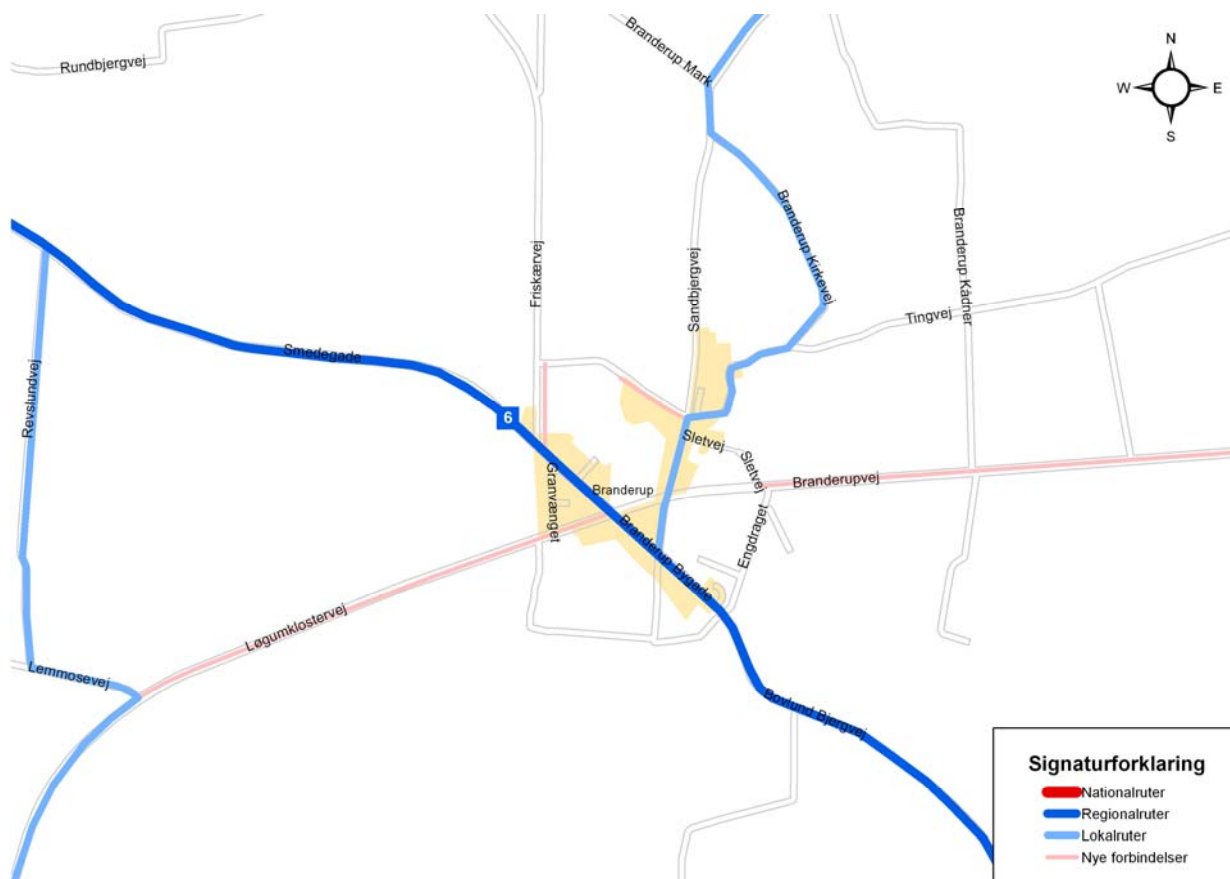 Rundbjergvej
Branderup Mark
N
W
E
S
Branderup Kirkevej
Branderup Kådner
Friskærvej
Sandbjergvej
Tingvej
Smedegade
Revslundvej
6
Sletvej
Sletvej
Granvænget
Branderup
Branderupvej
Branderup Bygade
Engdraget
Løgumklostervej
Lemmosevej
Bovlund Bjergvej
Signaturforklaring
Nationalruter
Regionalruter
Lokalruter
Nye forbindelser